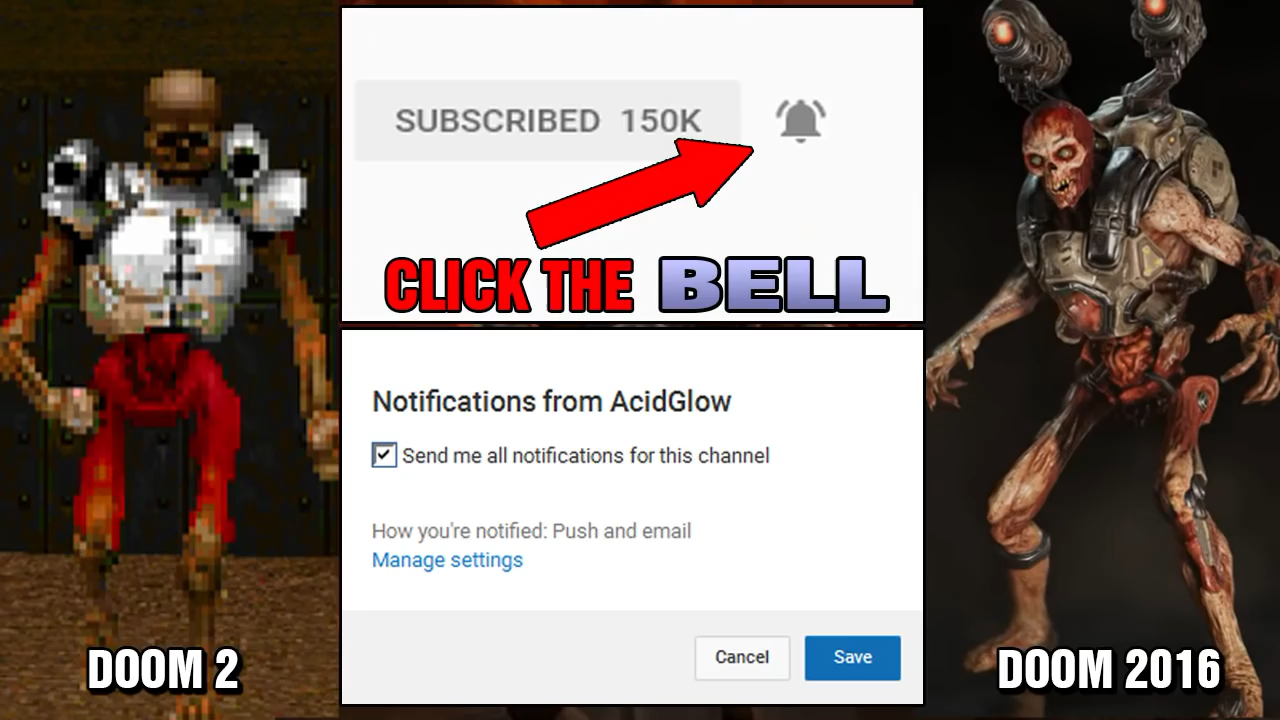 SUBSCRIBED 150K
CLICK THE BELL
Notifications from AcidGlow
Send me all notifications for this channel
How you're notified: Push and email
Manage settings
Cancel Save
DOOM 2
DOOM 2016